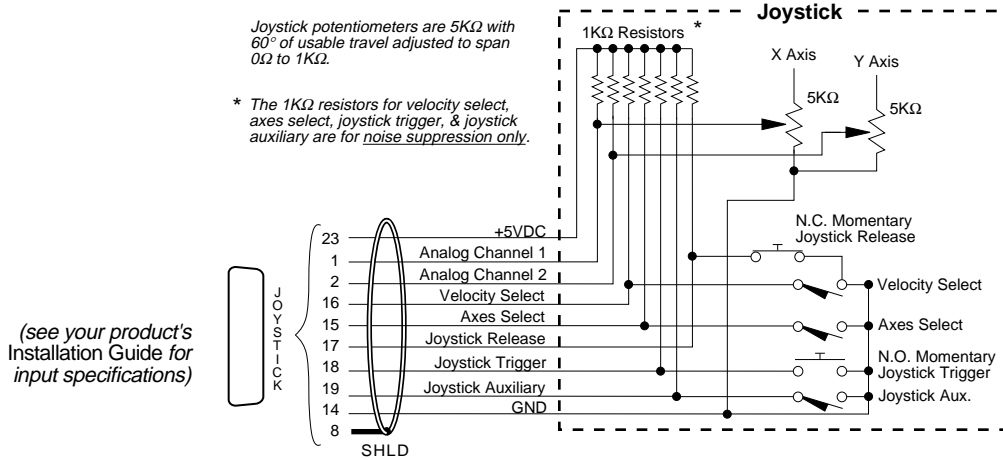 Joystick potentiometers are 5KΩ with
60° of usable travel adjusted to span
0Ω to 1KΩ.
* The 1KΩ resistors for velocity select,
axes select, joystick trigger, & joystick
auxiliary are for noise suppression only.
Joystick
1KΩ Resistors *
X Axis
Y Axis
5KΩ
5KΩ
N.C. Momentary
Joystick Release
Velocity Select
Axes Select
N.O. Momentary
Joystick Trigger
Joystick Aux.
(see your product's
Installation Guide for
input specifications)
JOYSTICK
23 +5VDC
1 Analog Channel 1
2 Analog Channel 2
16 Velocity Select
15 Axes Select
17 Joystick Release
18 Joystick Trigger
19 Joystick Auxiliary
14 GND
8
SHLD